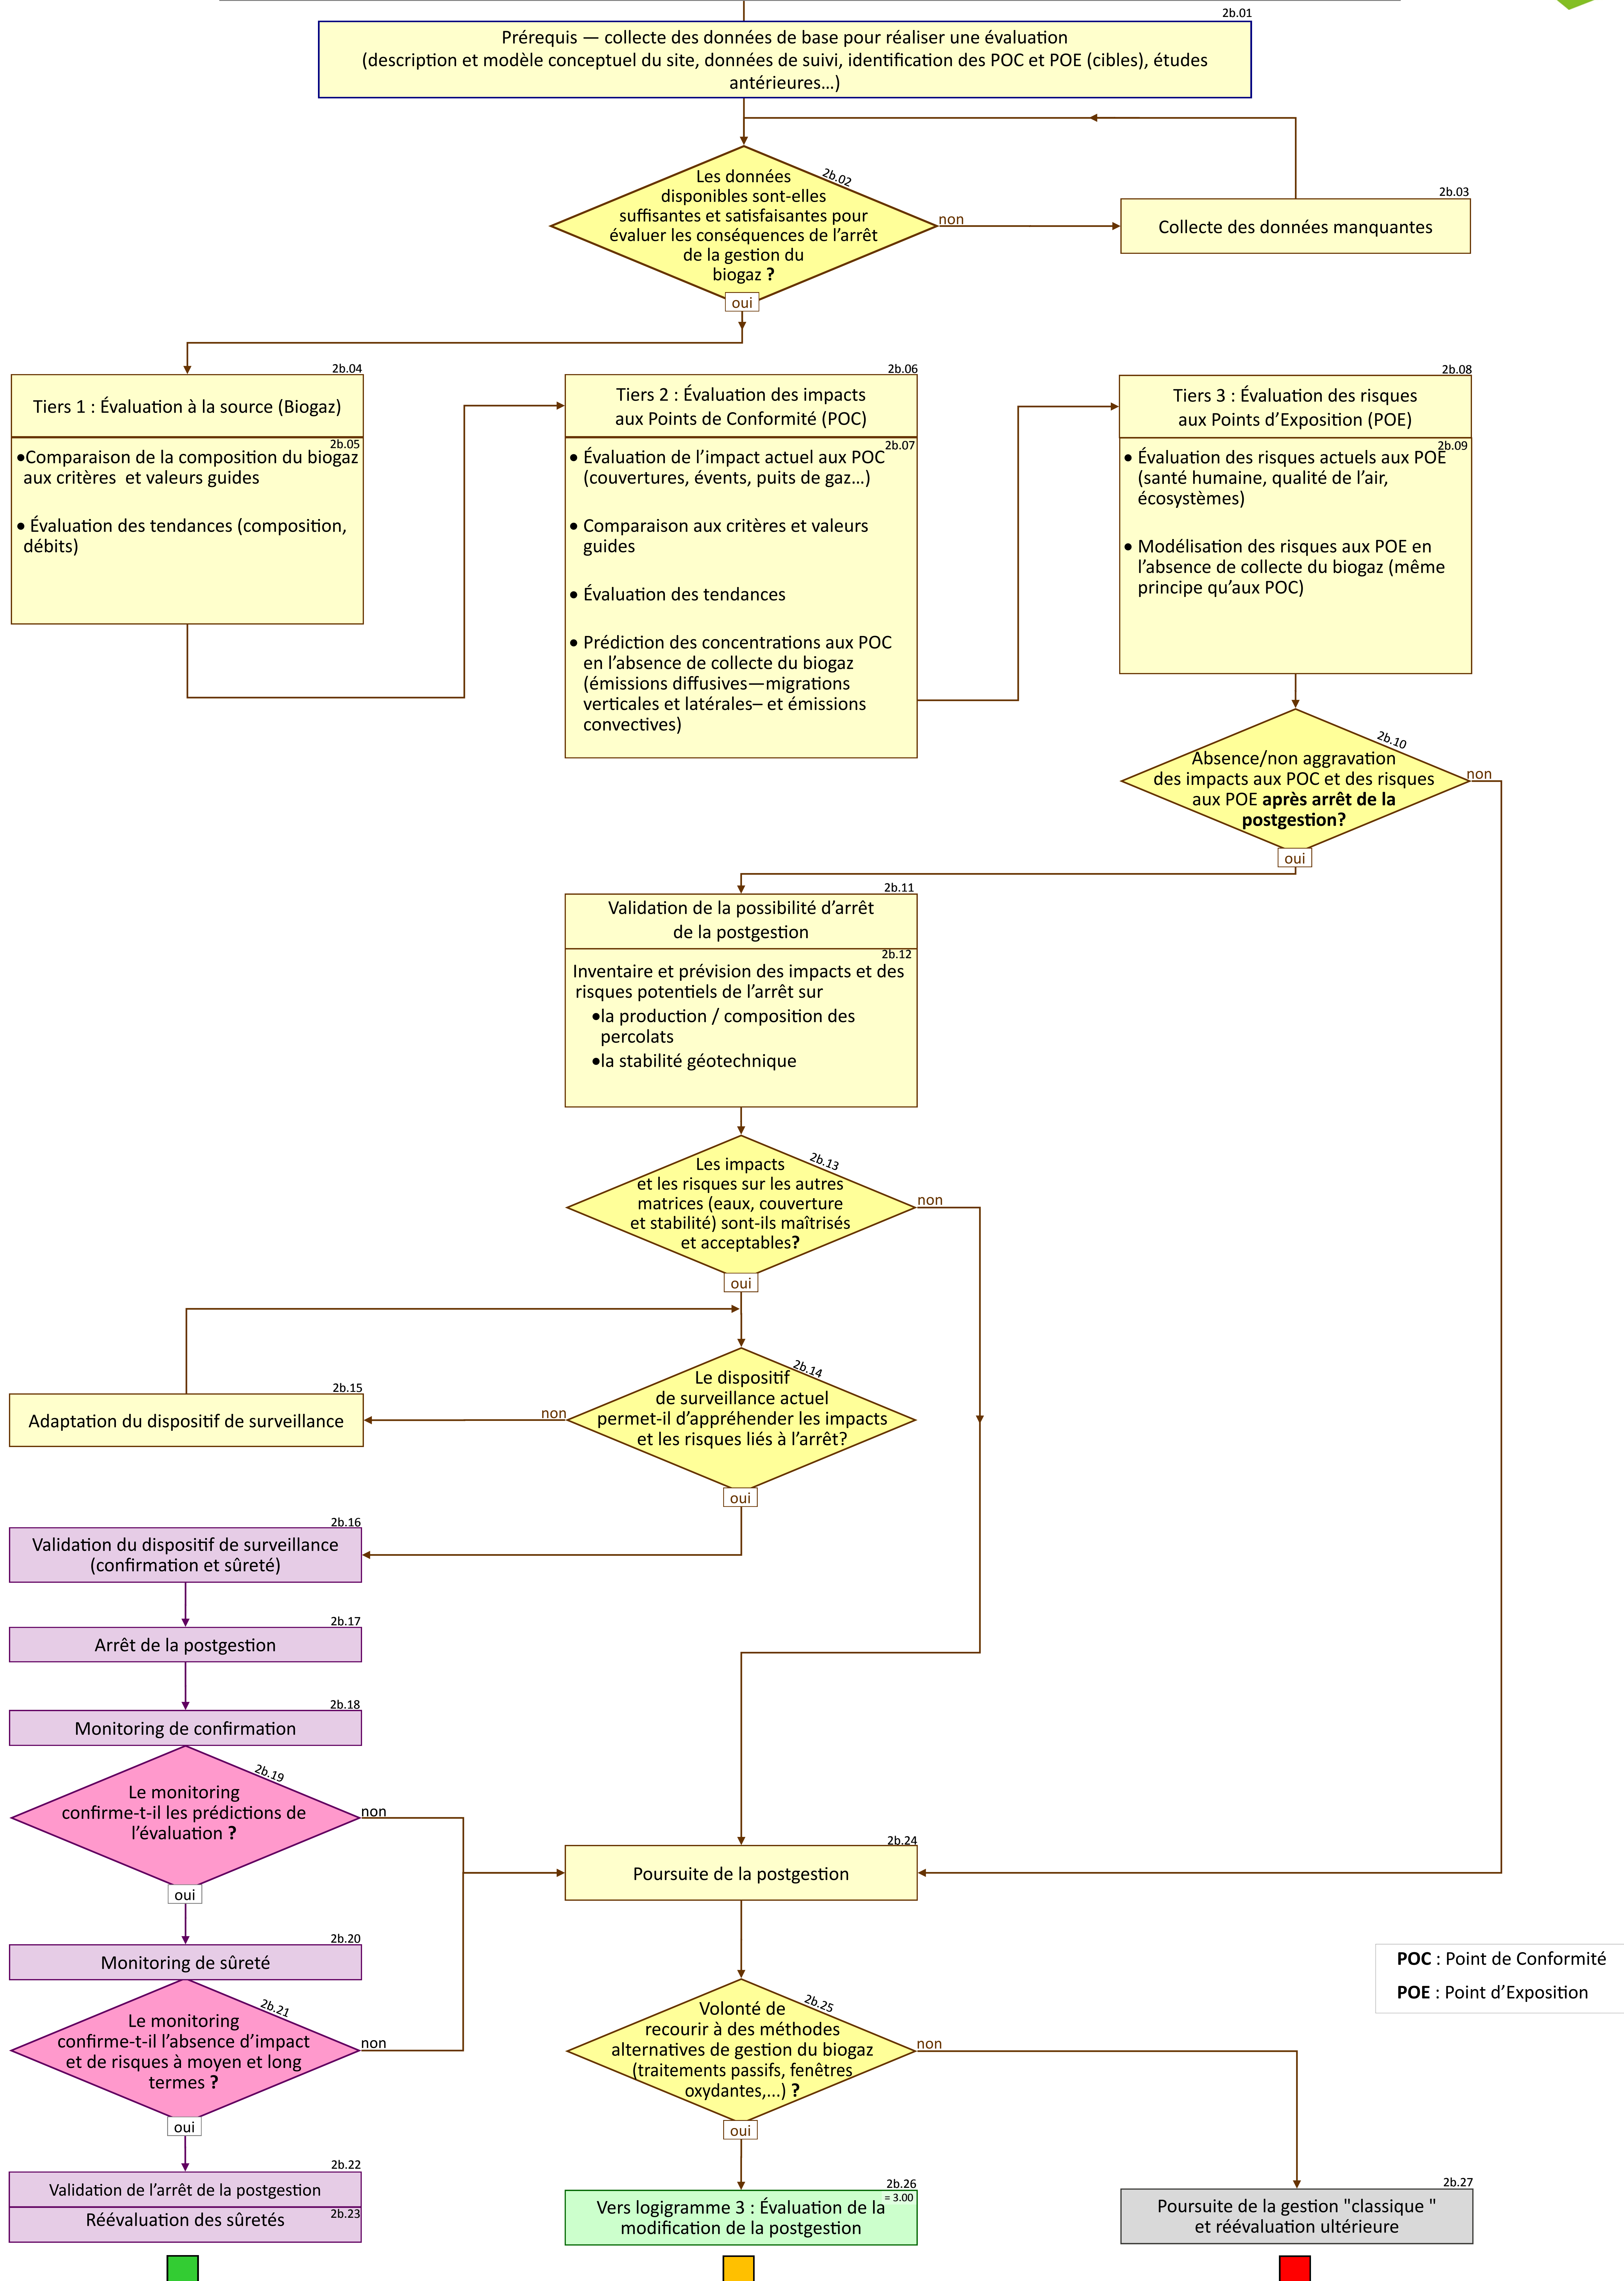 2b.01
Prérequis — collecte des données de base pour réaliser une évaluation
(description et modèle conceptuel du site, données de suivi, identification des POC et POE (cibles), études
antérieures…)
2b.02
Les données
disponibles sont-elles
suffisantes et satisfaisantes pour
évaluer les conséquences de l’arrêt
de la gestion du
biogaz ?
non
oui
2b.03
Collecte des données manquantes
2b.04
Tiers 1 : Évaluation à la source (Biogaz)
2b.05
•Comparaison de la composition du biogaz
aux critères et valeurs guides
• Évaluation des tendances (composition,
débits)
2b.06
Tiers 2 : Évaluation des impacts
aux Points de Conformité (POC)
2b.07
• Évaluation de l’impact actuel aux POC
(couvertures, évents, puits de gaz…)
• Comparaison aux critères et valeurs
guides
• Évaluation des tendances
• Prédiction des concentrations aux POC
en l’absence de collecte du biogaz
(émissions diffusives—migrations
verticales et latérales– et émissions
convectives)
2b.08
Tiers 3 : Évaluation des risques
aux Points d’Exposition (POE)
2b.09
• Évaluation des risques actuels aux POE
(santé humaine, qualité de l’air,
écosystèmes)
• Modélisation des risques aux POE en
l’absence de collecte du biogaz (même
principe qu’aux POC)
2b.10
Absence/non aggravation
des impacts aux POC et des risques
aux POE après arrêt de la
postgestion?
non
oui
2b.11
Validation de la possibilité d’arrêt
de la postgestion
2b.12
Inventaire et prévision des impacts et des
risques potentiels de l’arrêt sur
•la production / composition des
percolats
•la stabilité géotechnique
2b.13
Les impacts
et les risques sur les autres
matrices (eaux, couverture
et stabilité) sont-ils maîtrisés
et acceptables?
non
oui
2b.14
Le dispositif
de surveillance actuel
permet-il d’appréhender les impacts
et les risques liés à l’arrêt?
non
oui
2b.15
Adaptation du dispositif de surveillance
2b.16
Validation du dispositif de surveillance
(confirmation et sûreté)
2b.17
Arrêt de la postgestion
2b.18
Monitoring de confirmation
2b.19
Le monitoring
confirme-t-il les prédictions de
l’évaluation ?
non
oui
2b.20
Monitoring de sûreté
2b.21
Le monitoring
confirme-t-il l’absence d’impact
et de risques à moyen et long
termes ?
non
oui
2b.22
Validation de l’arrêt de la postgestion
2b.23
Réévaluation des sûretés
2b.24
Poursuite de la postgestion
2b.25
Volonté de
recourir à des méthodes
alternatives de gestion du biogaz
(traitements passifs, fenêtres
oxydantes,...) ?
non
oui
2b.26
= 3.00
Vers logigramme 3 : Évaluation de la
modification de la postgestion
2b.27
Poursuite de la gestion "classique "
et réévaluation ultérieure
POC : Point de Conformité
POE : Point d’Exposition